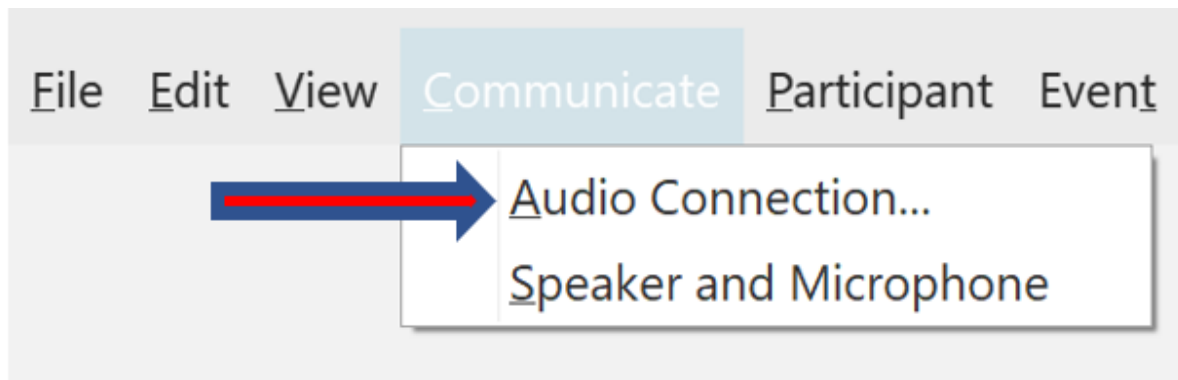 File Edit View Communicate Participant Event
Audio Connection...
Speaker and Microphone